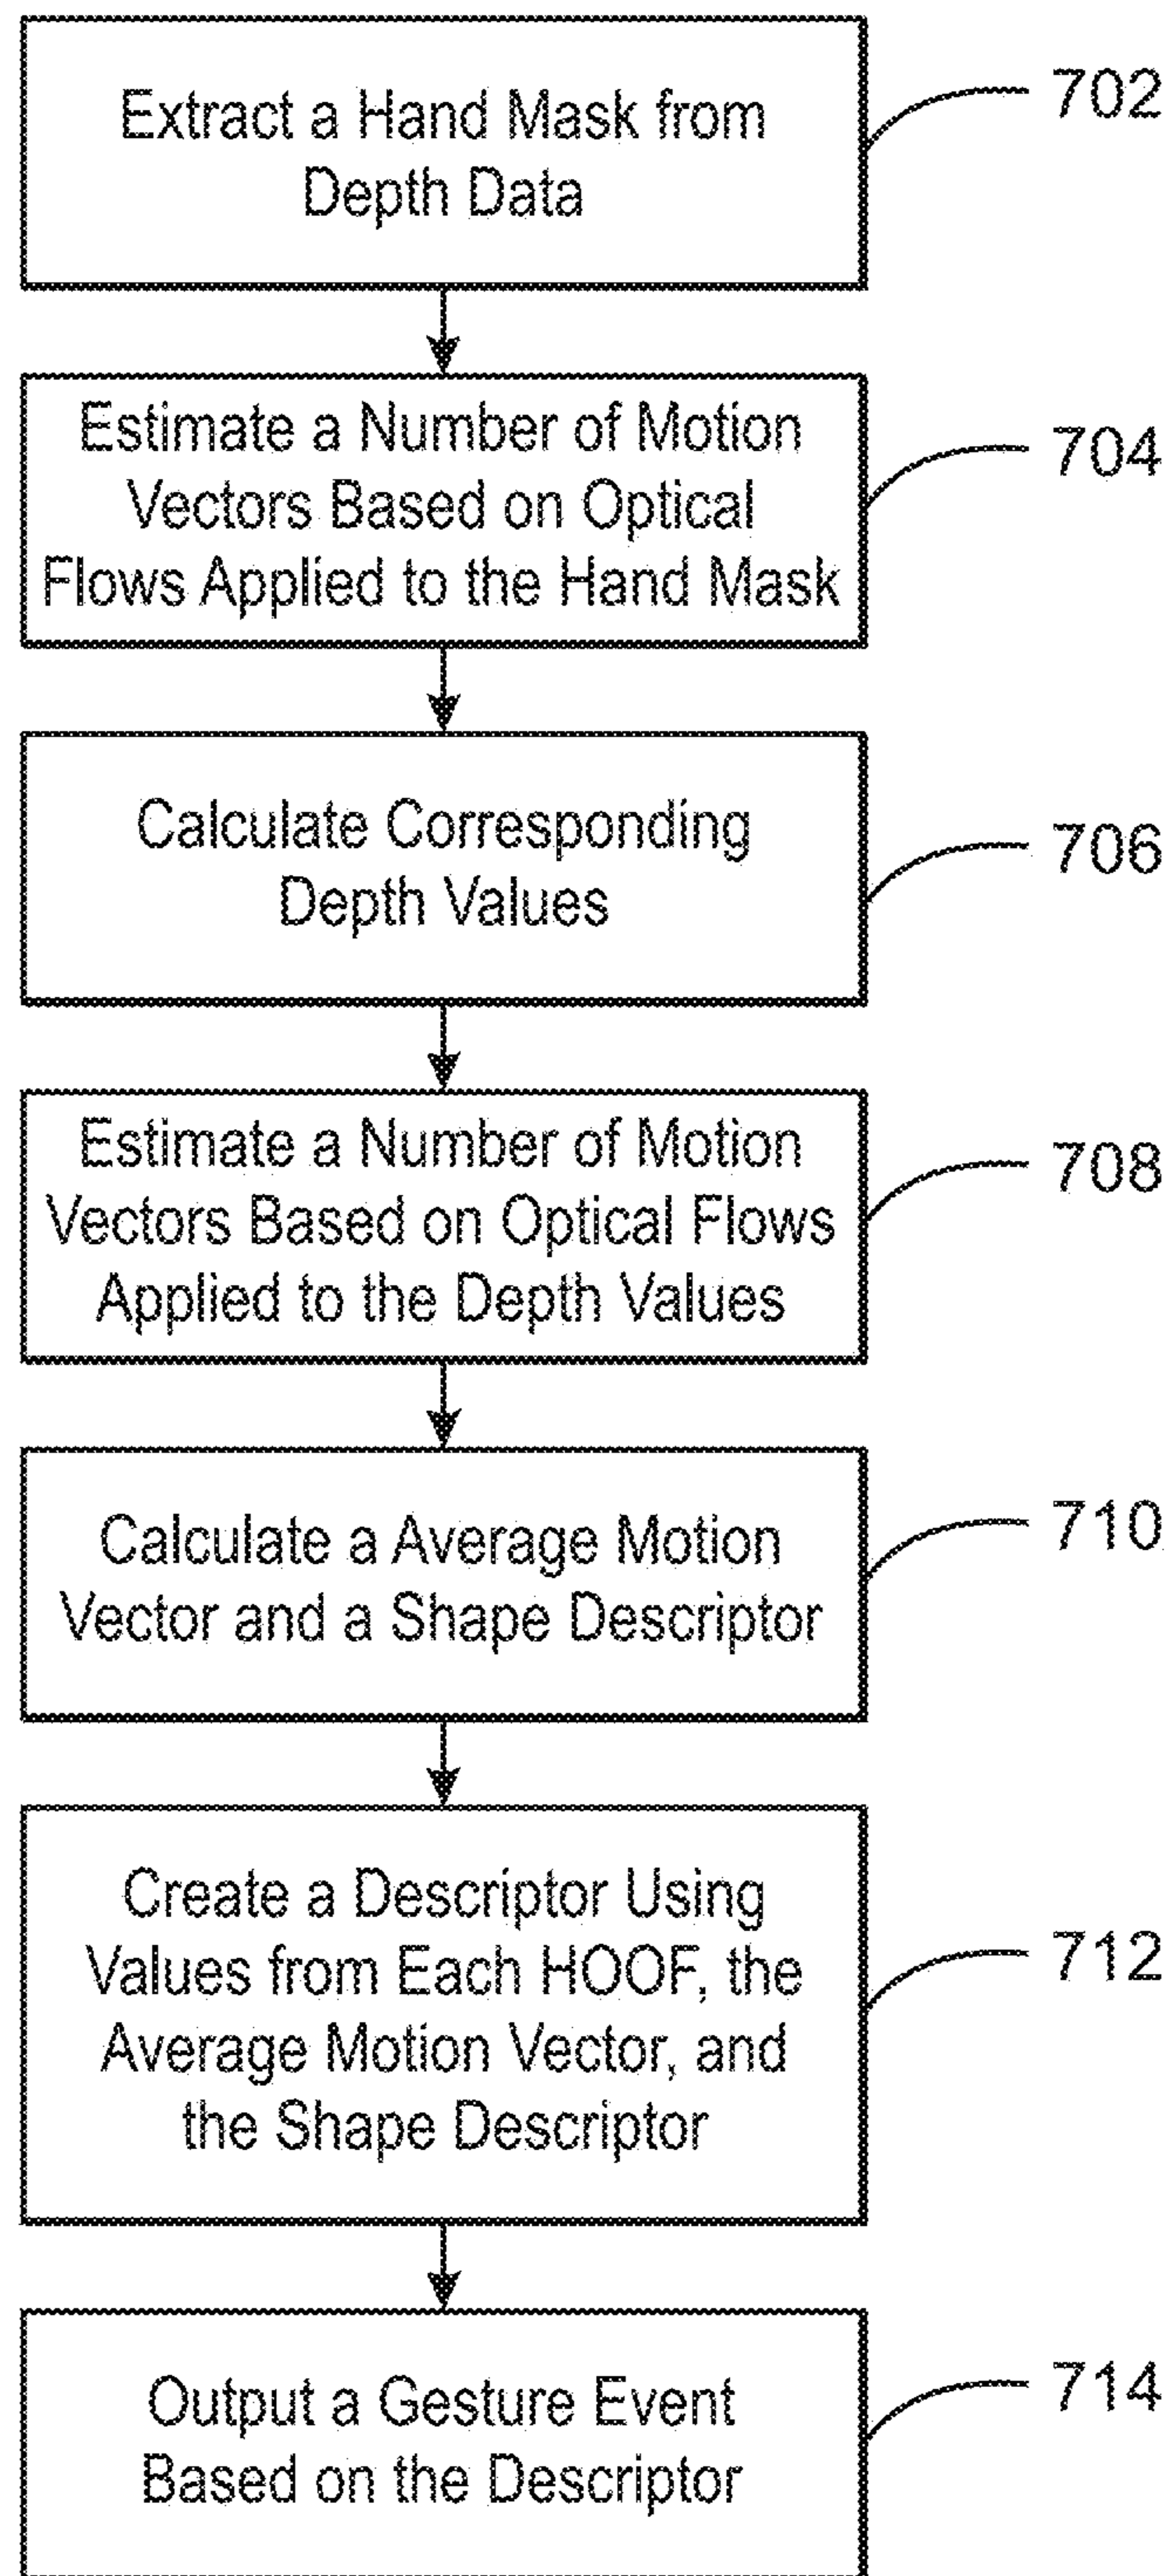 Extract a Hand Mask from
Depth Data
702
Estimate a Number of Motion
Vectors Based on Optical
Flows Applied to the Hand Mask
704
Calculate Corresponding
Depth Values
706
Estimate a Number of Motion
Vectors Based on Optical Flows
Applied to the Depth Values
708
Calculate a Average Motion
Vector and a Shape Descriptor
710
Create a Descriptor Using
Values from Each HOOF, the
Average Motion Vector, and
the Shape Descriptor
712
Output a Gesture Event
Based on the Descriptor
714